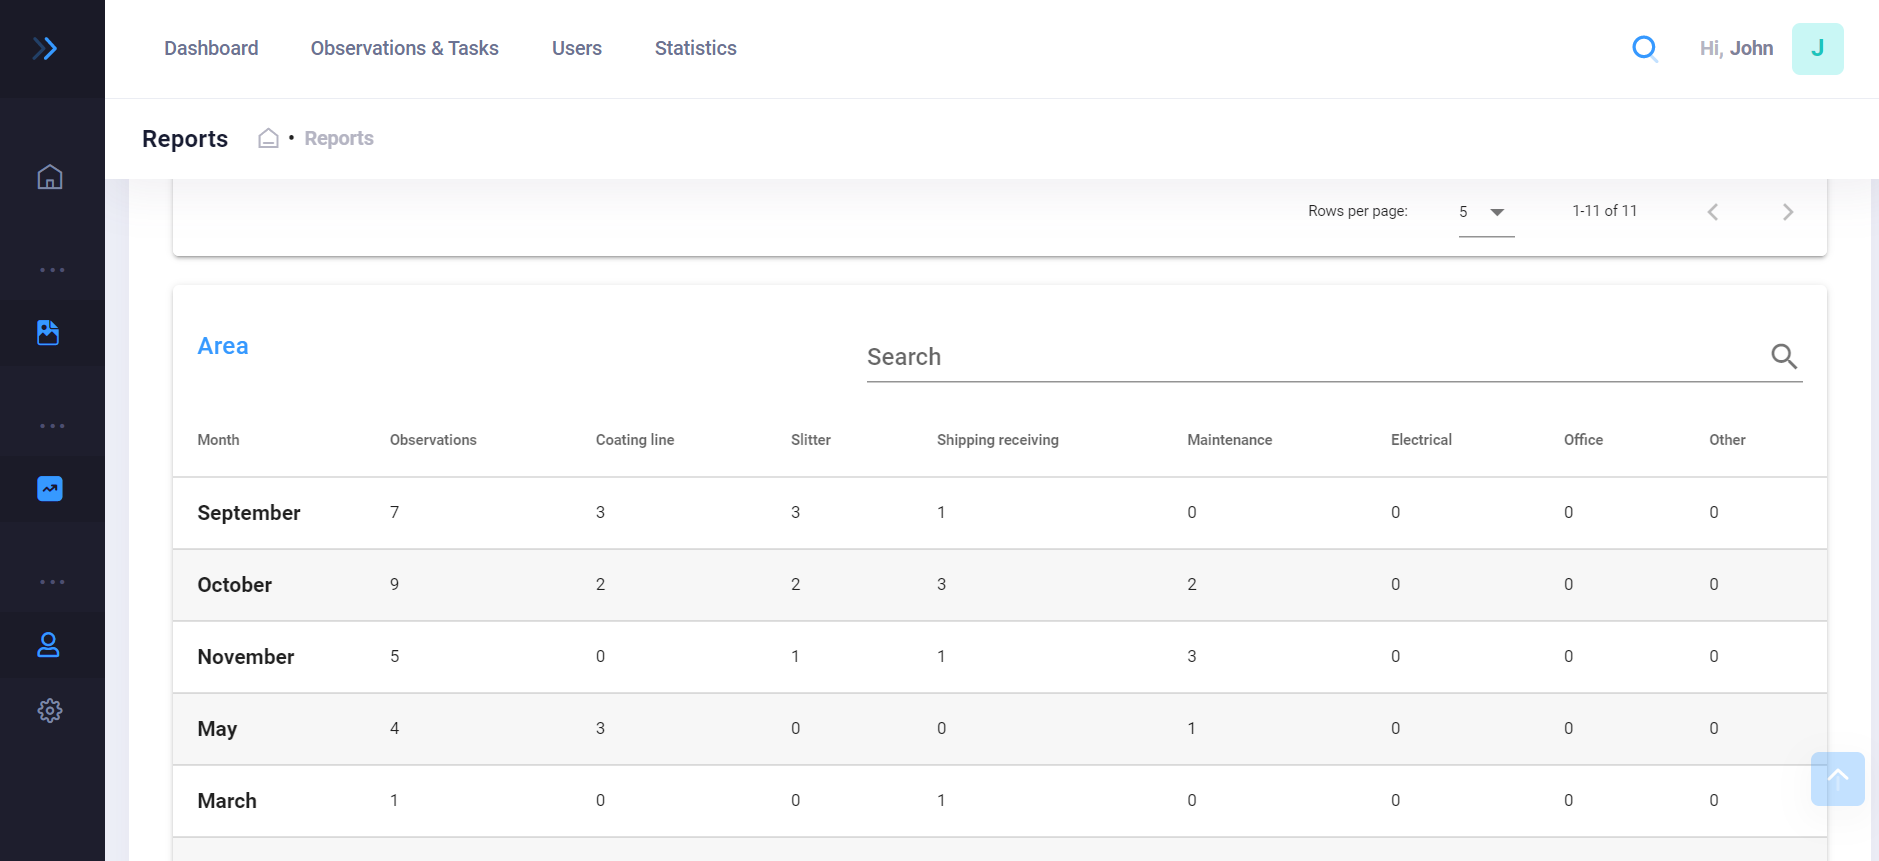 Dashboard Observations & Tasks Users Statistics Hi, John J
Reports • Reports
Rows per page: 5 1-11 of 11
Area
Search
Month Observations Coating line Slitter Shipping receiving Maintenance Electrical Office Other
September 7 3 3 1 0 0 0 0
October 9 2 2 3 2 0 0 0
November 5 0 1 1 3 0 0 0
May 4 3 0 0 1 0 0 0
March 1 0 0 1 0 0 0 0